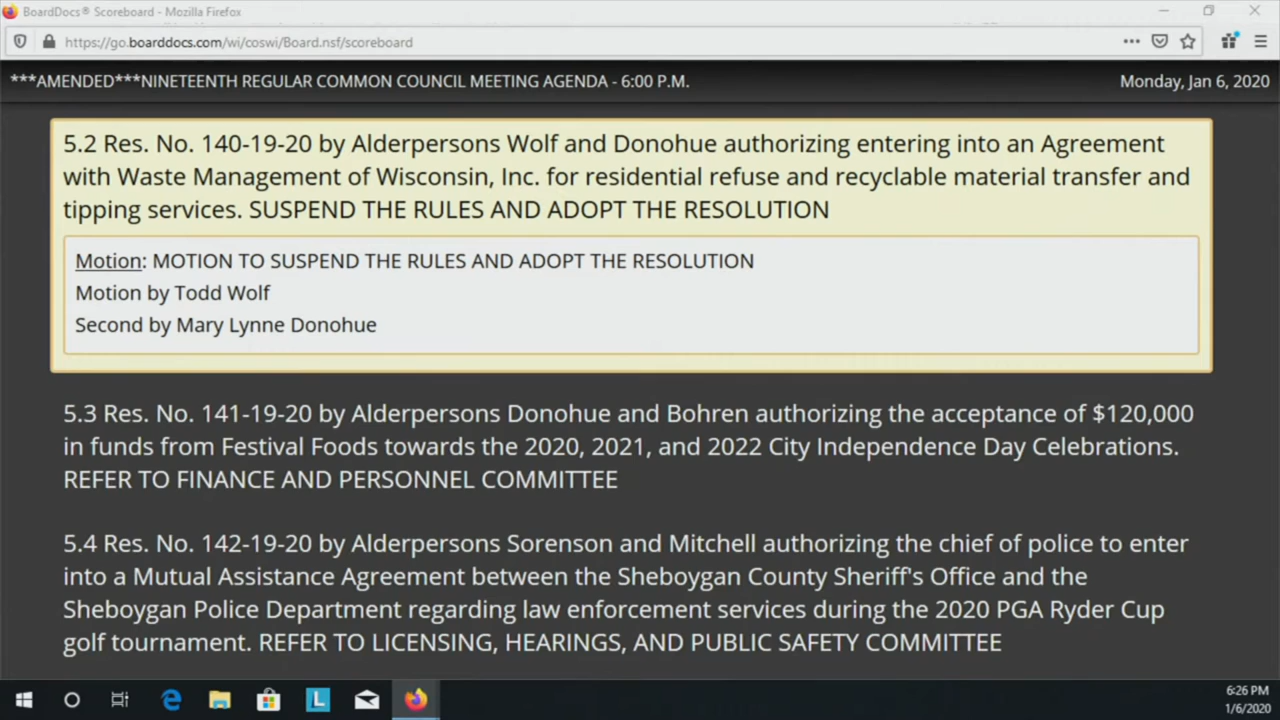 BoardDocs® Scoreboard - Mozilla Firefox
https://go.boarddocs.com/wi/coswi/Board.nsf/scoreboard
***AMENDED***NINETEENTH REGULAR COMMON COUNCIL MEETING AGENDA - 6:00 P.M.
Monday, Jan 6, 2020
5.2 Res. No. 140-19-20 by Alderpersons Wolf and Donohue authorizing entering into an Agreement
with Waste Management of Wisconsin, Inc. for residential refuse and recyclable material transfer and
tipping services. SUSPEND THE RULES AND ADOPT THE RESOLUTION
Motion: MOTION TO SUSPEND THE RULES AND ADOPT THE RESOLUTION
Motion by Todd Wolf
Second by Mary Lynne Donohue
5.3 Res. No. 141-19-20 by Alderpersons Donohue and Bohren authorizing the acceptance of $120,000
in funds from Festival Foods towards the 2020, 2021, and 2022 City Independence Day Celebrations.
REFER TO FINANCE AND PERSONNEL COMMITTEE
5.4 Res. No. 142-19-20 by Alderpersons Sorenson and Mitchell authorizing the chief of police to enter
into a Mutual Assistance Agreement between the Sheboygan County Sheriff's Office and the
Sheboygan Police Department regarding law enforcement services during the 2020 PGA Ryder Cup
golf tournament. REFER TO LICENSING, HEARINGS, AND PUBLIC SAFETY COMMITTEE
L
6:26 PM
1/6/2020